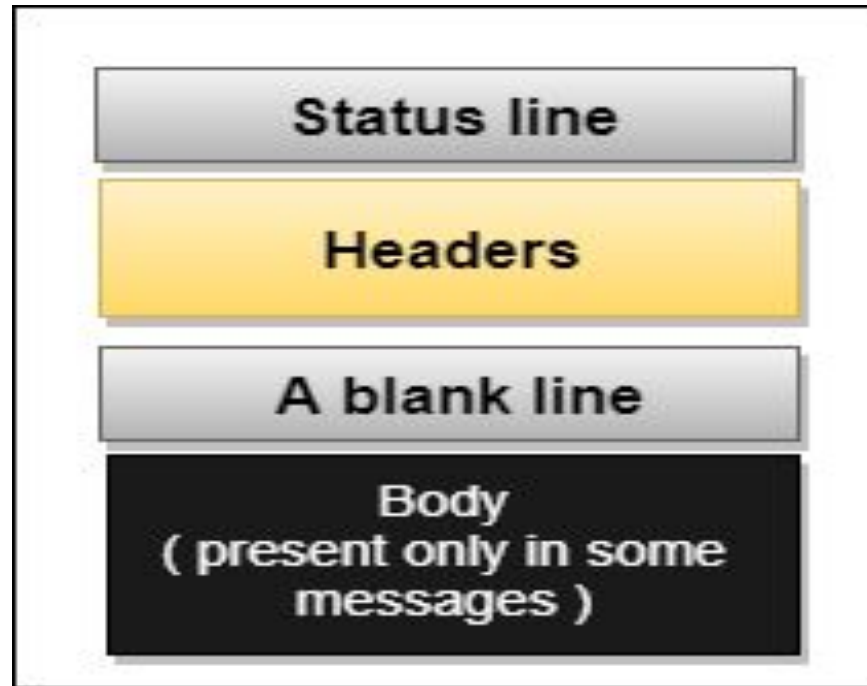 Status line
Headers
A blank line
Body
( present only in some
messages )